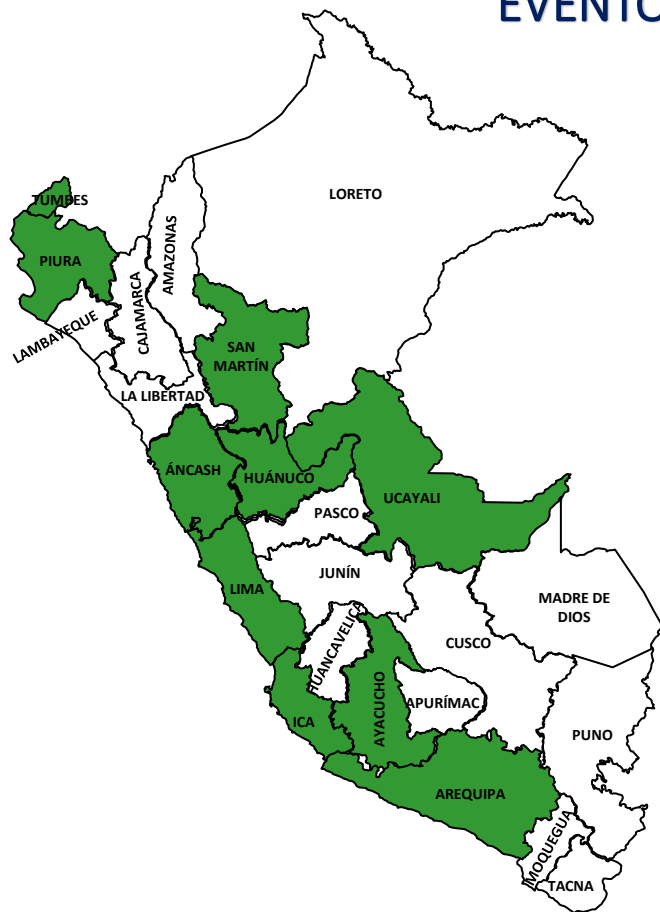 EVENTO
LORETO
TUMBES
PIURA
AMAZONAS
CAJAMARCA
LAMBAYEQUE
SAN
MARTÍN
LA LIBERTAD
ÁNCASH
HUÁNUCO
UCAYALI
PASCO
JUNÍN
LIMA
MADRE DE
DIOS
HUANCAVELICA
CUSCO
AYACUCHO
APURÍMAC
ICA
PUNO
AREQUIPA
MOQUEGUA
TACNA